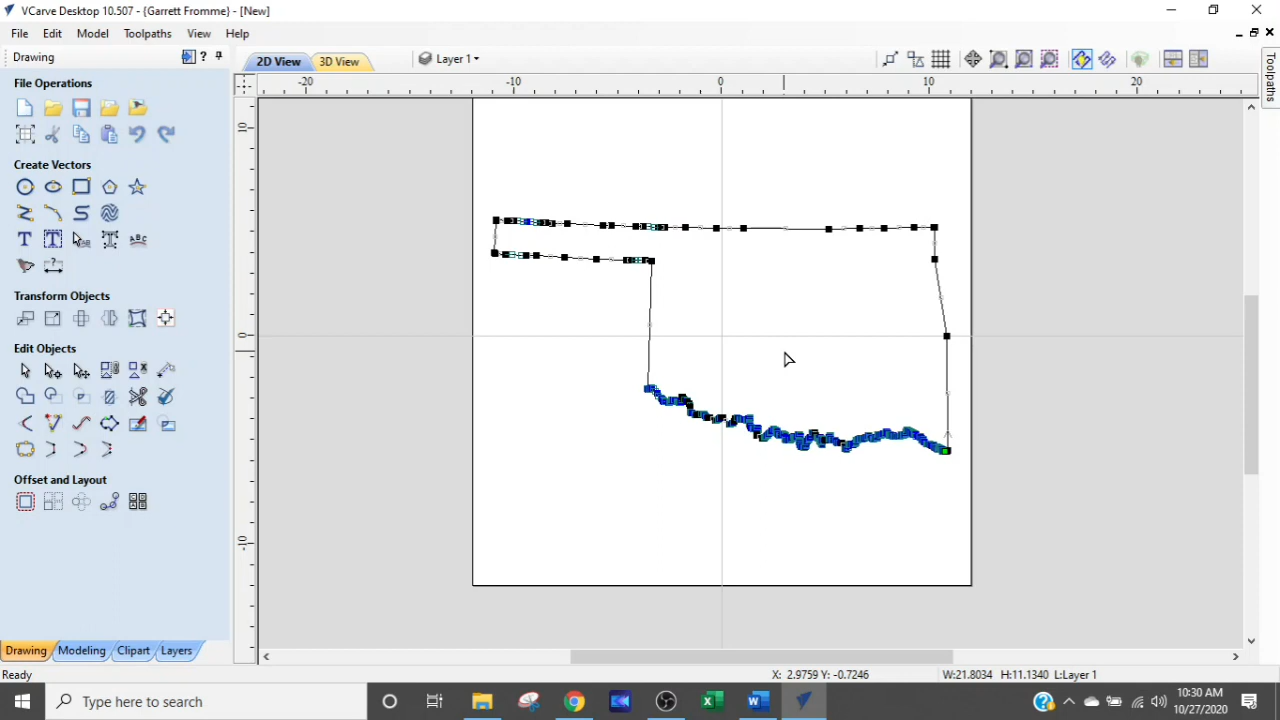 VCarve Desktop 10.507 - {Garrett Fromme} - [New]
File Edit Model Toolpaths View Help
Drawing ?
2D View 3D View Layer 1
File Operations
-20 -10 0 10 20
10
0
-10
Create Vectors
Transform Objects
Edit Objects
Offset and Layout
Drawing Modeling Clipart Layers
Toolpaths
Ready X: 2.9759 Y: -0.7246 W:21.8034 H:11.1340 L:Layer 1
Type here to search
10:30 AM
10/27/2020